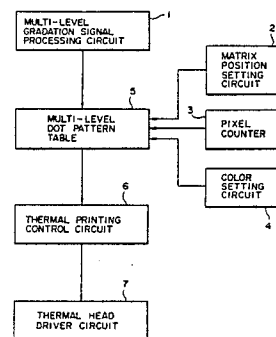 MULTI-LEVEL
GRADATION SIGNAL
PROCESSING CIRCUIT
1
MATRIX
POSITION
SETTING
CIRCUIT
2
MULTI-LEVEL
DOT PATTERN
TABLE
5
PIXEL
COUNTER
3
COLOR
SETTING
CIRCUIT
4
THERMAL PRINTING
CONTROL CIRCUIT
6
THERMAL HEAD
DRIVER CIRCUIT
7